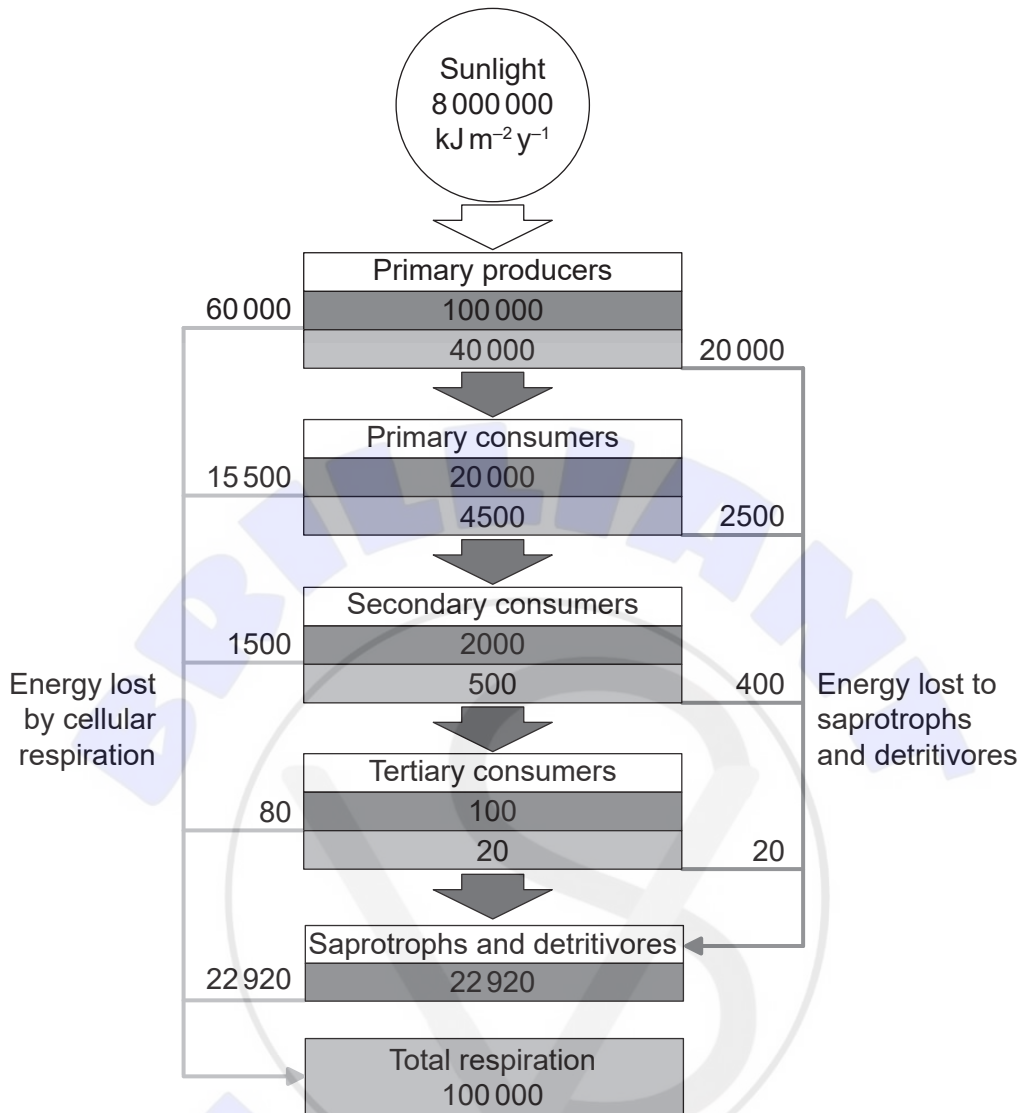 Sunlight
8 000 000
kJ m⁻² y⁻¹
Primary producers
60 000
100 000
40 000
20 000
Primary consumers
15 500
20 000
4500
2500
Secondary consumers
1500
2000
500
400
Energy lost
by cellular
respiration
Energy lost to
saprotrophs
and detritivores
Tertiary consumers
80
100
20
20
Saprotrophs and detritivores
22 920
22 920
Total respiration
100 000
BRILLIANT
VS